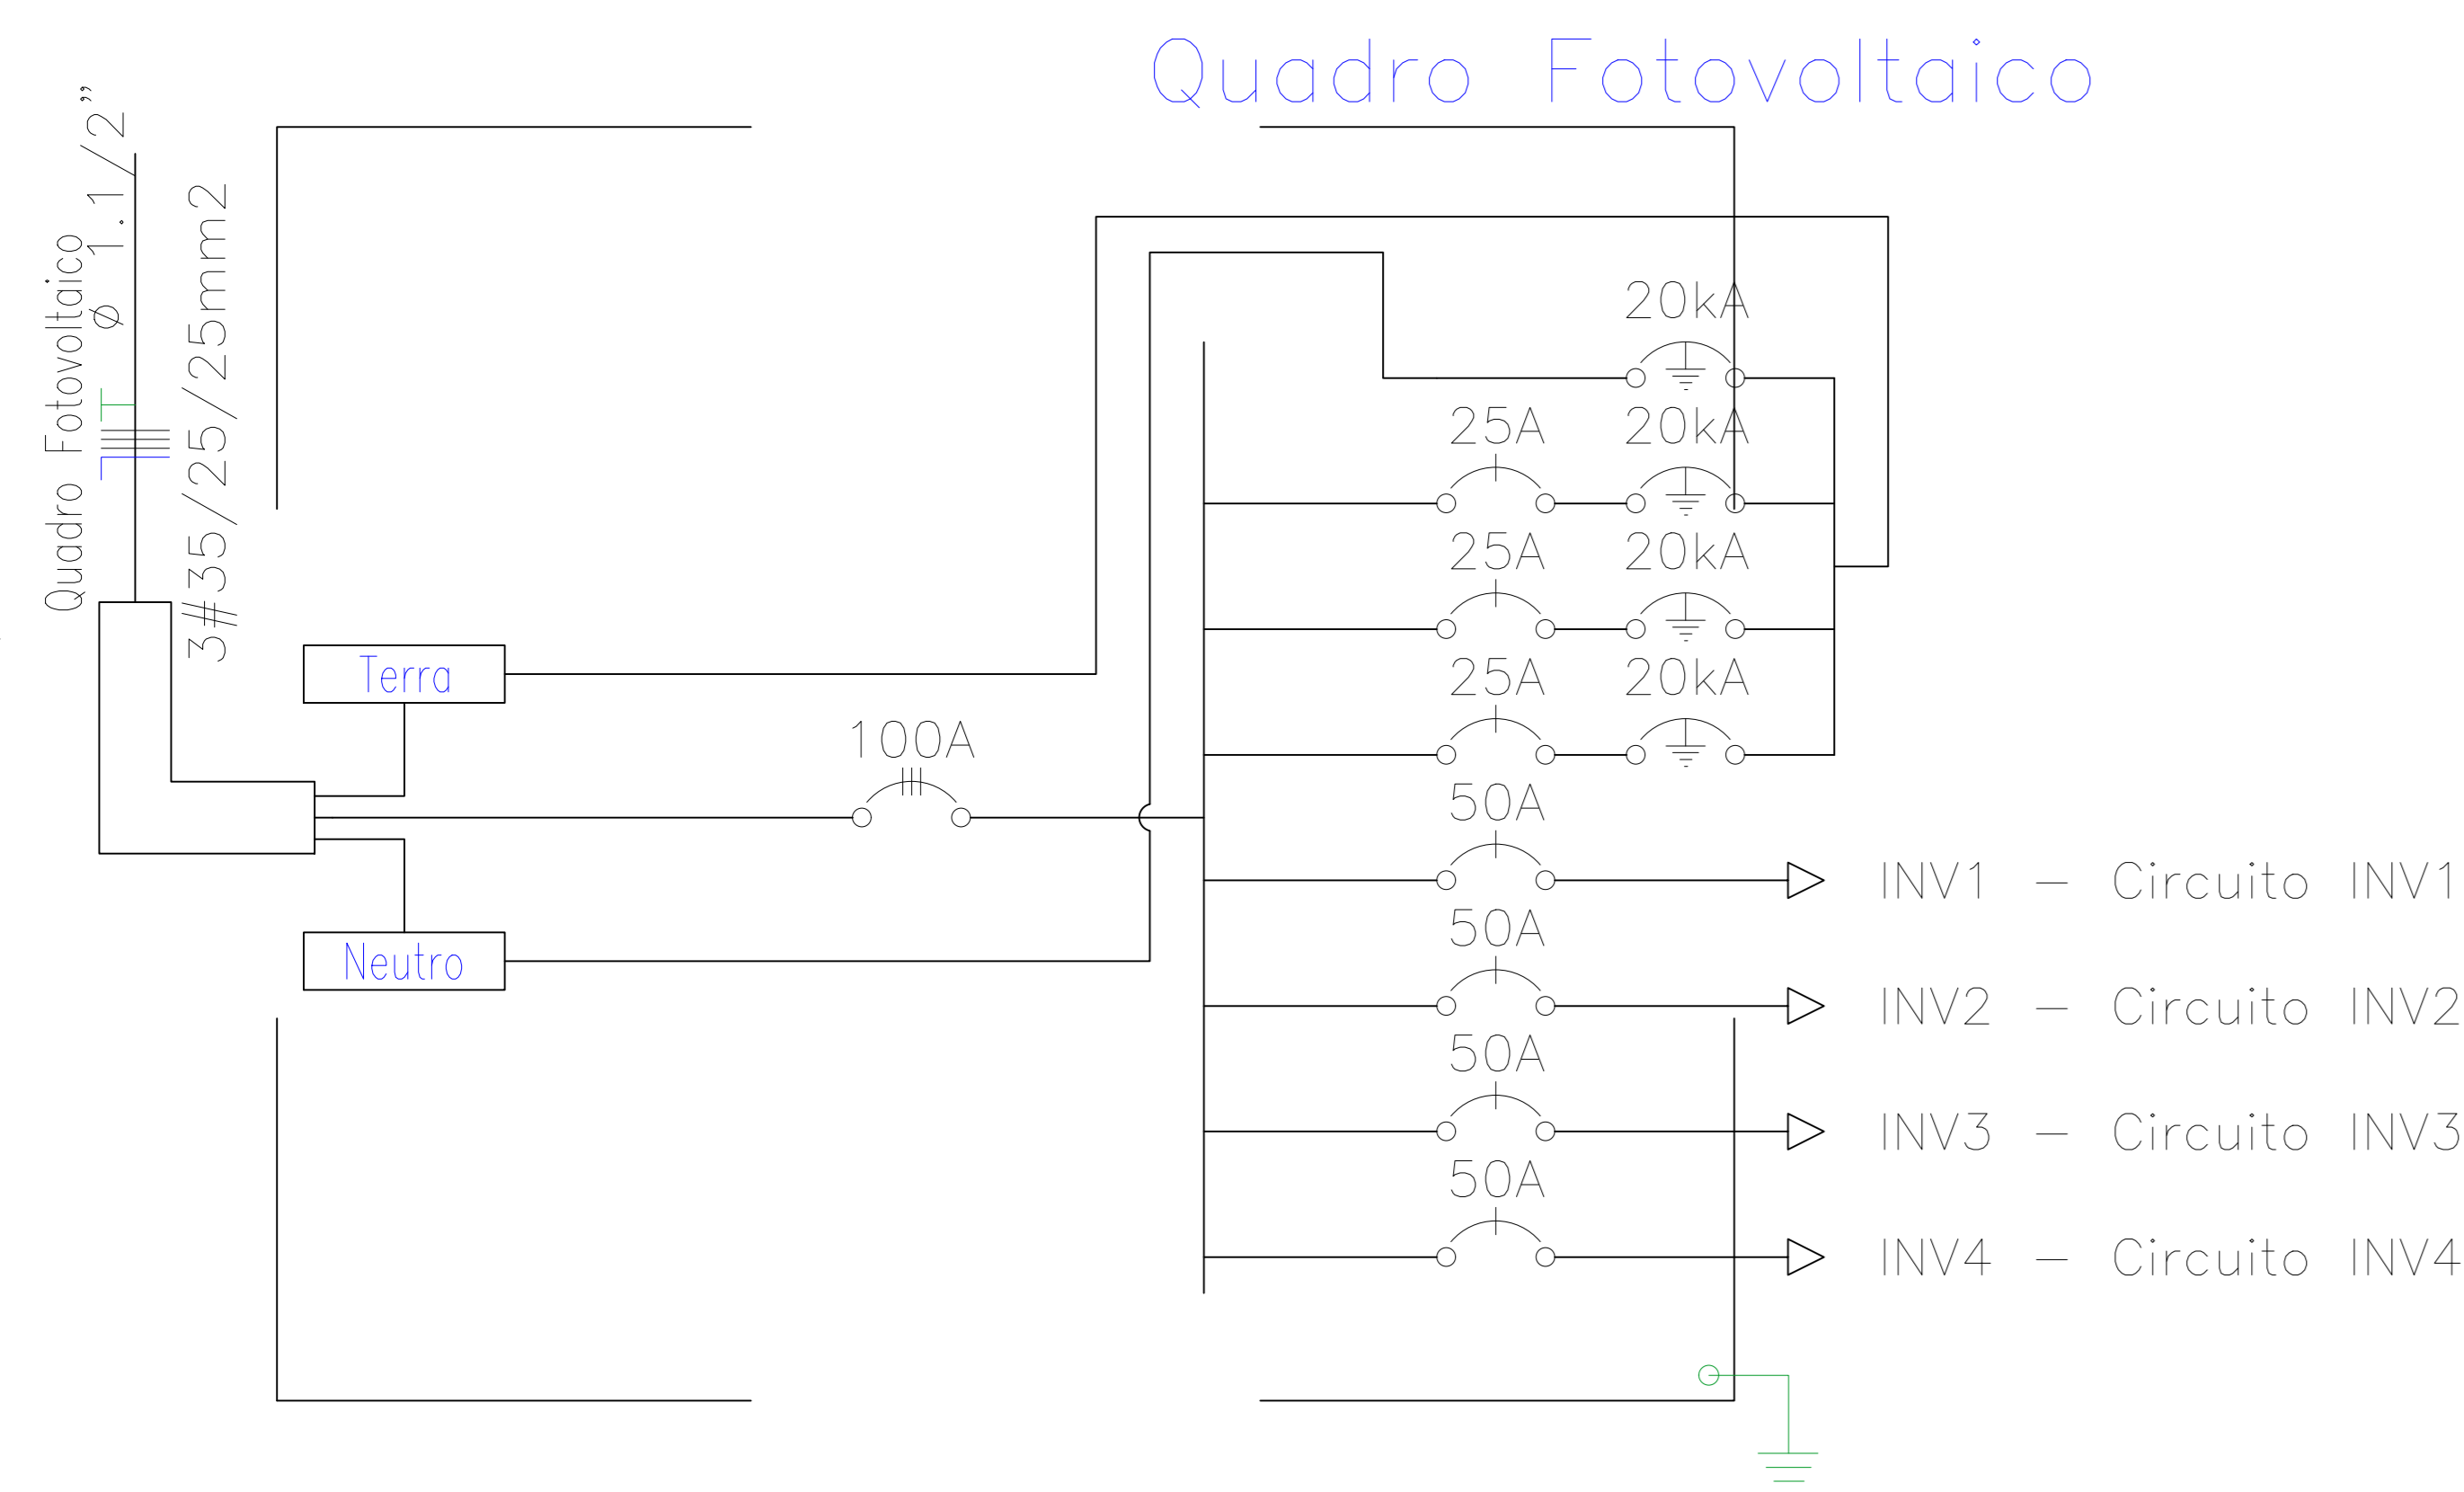 Quadro Fotovoltaico
Quadro Fotovoltaico
ø 1.1/2”
3#35/25/25mm2
20kA
25A 20kA
25A 20kA
25A 20kA
Terra
100A
50A
INV1 - Circuito INV1
Neutro
50A
INV2 - Circuito INV2
50A
INV3 - Circuito INV3
50A
INV4 - Circuito INV4